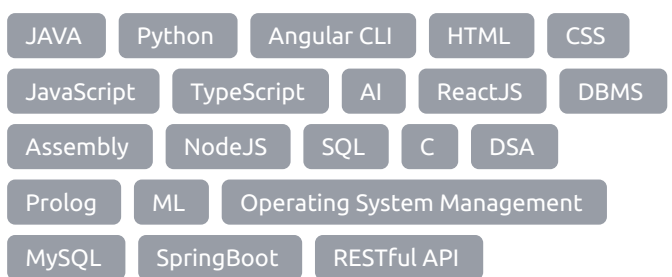 JAVA Python Angular CLI HTML CSS
JavaScript TypeScript AI ReactJS DBMS
Assembly NodeJS SQL C DSA
Prolog ML Operating System Management
MySQL SpringBoot RESTful API